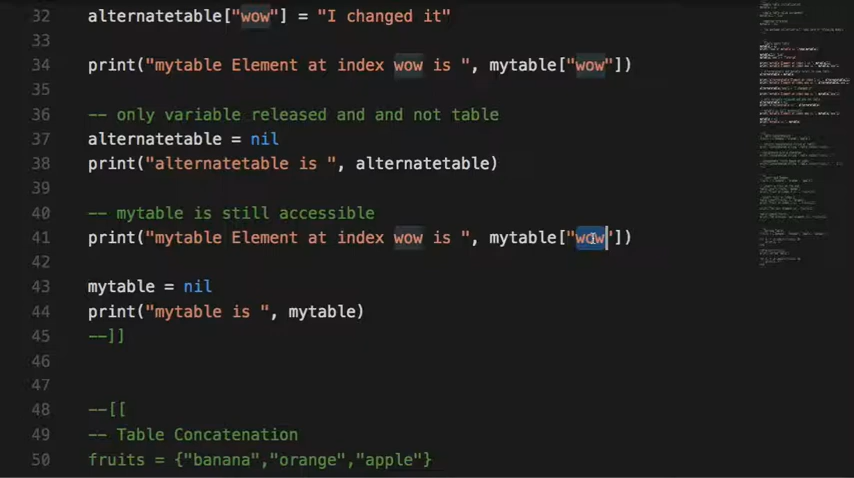 32 alternatetable["wow"] = "I changed it"
33
34 print("mytable Element at index wow is ", mytable["wow"])
35
36 -- only variable released and and not table
37 alternatetable = nil
38 print("alternatetable is ", alternatetable)
39
40 -- mytable is still accessible
41 print("mytable Element at index wow is ", mytable["wow"])
42
43 mytable = nil
44 print("mytable is ", mytable)
45 --]]
46
47
48 --[[
49 -- Table Concatenation
50 fruits = {"banana","orange","apple"}